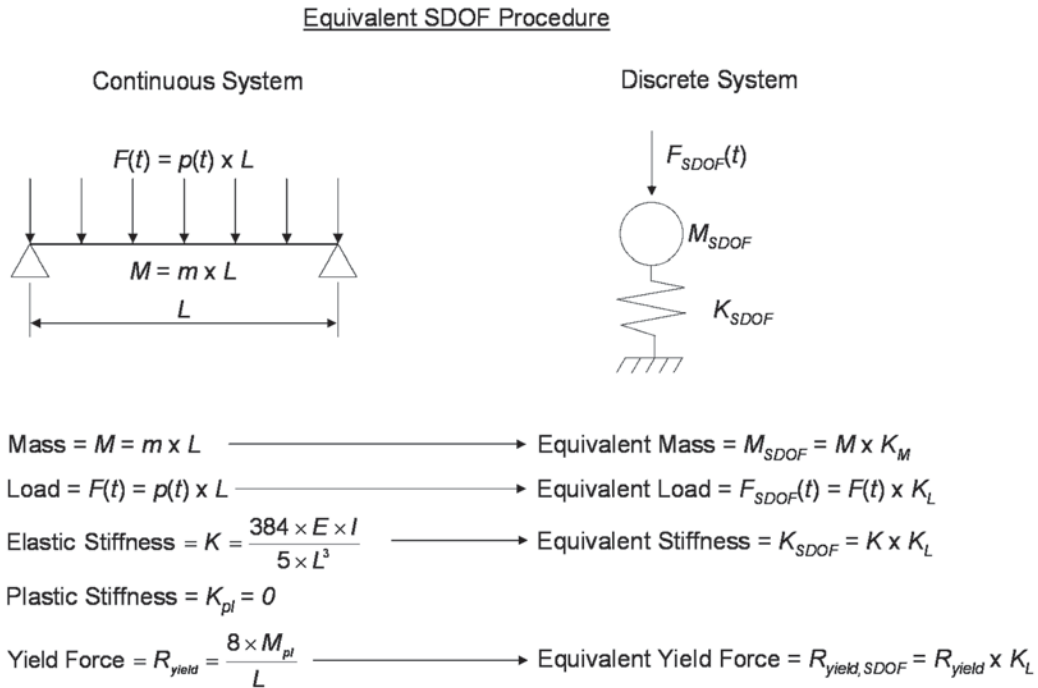 Equivalent SDOF Procedure
Continuous System
Discrete System
F(t) = p(t) x L
M = m x L
L
F_SDOF(t)
M_SDOF
K_SDOF
Mass = M = m x L
Equivalent Mass = M_SDOF = M x K_M
Load = F(t) = p(t) x L
Equivalent Load = F_SDOF(t) = F(t) x K_L
Elastic Stiffness = K = (384 × E × I) / (5 × L³)
Equivalent Stiffness = K_SDOF = K x K_L
Plastic Stiffness = K_pl = 0
Yield Force = R_yield = (8 × M_pl) / L
Equivalent Yield Force = R_yield,SDOF = R_yield x K_L